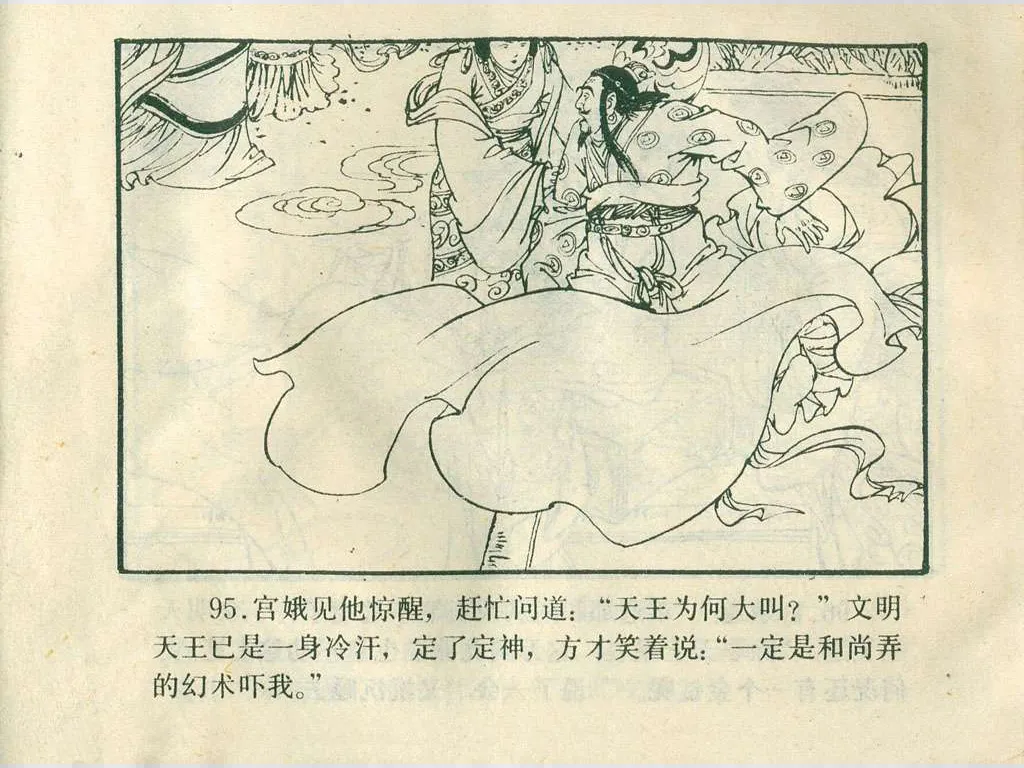 95.宫娥见他惊醒，赶忙问道：“天王为何大叫？”文明
天王已是一身冷汗，定了定神，方才笑着说：“一定是和尚弄
的幻术吓我。”